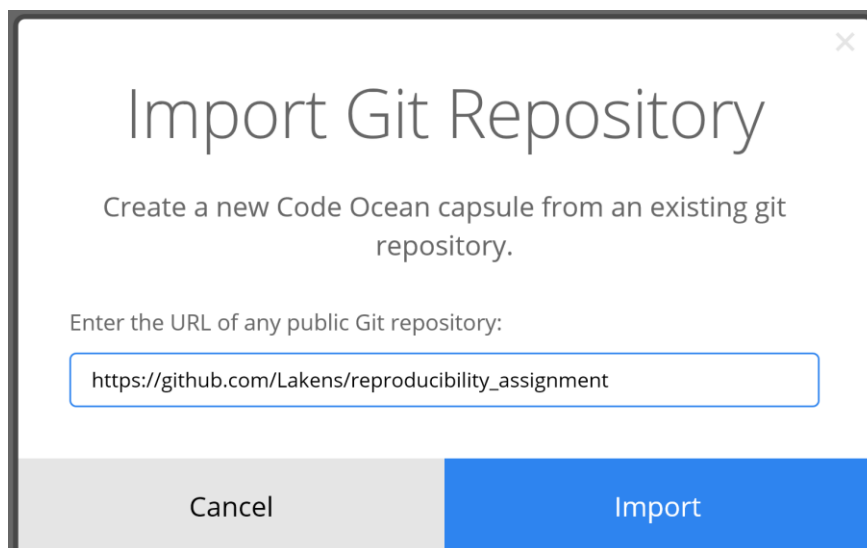 Import Git Repository
Create a new Code Ocean capsule from an existing git
repository.
Enter the URL of any public Git repository:
https://github.com/Lakens/reproducibility_assignment
Cancel
Import